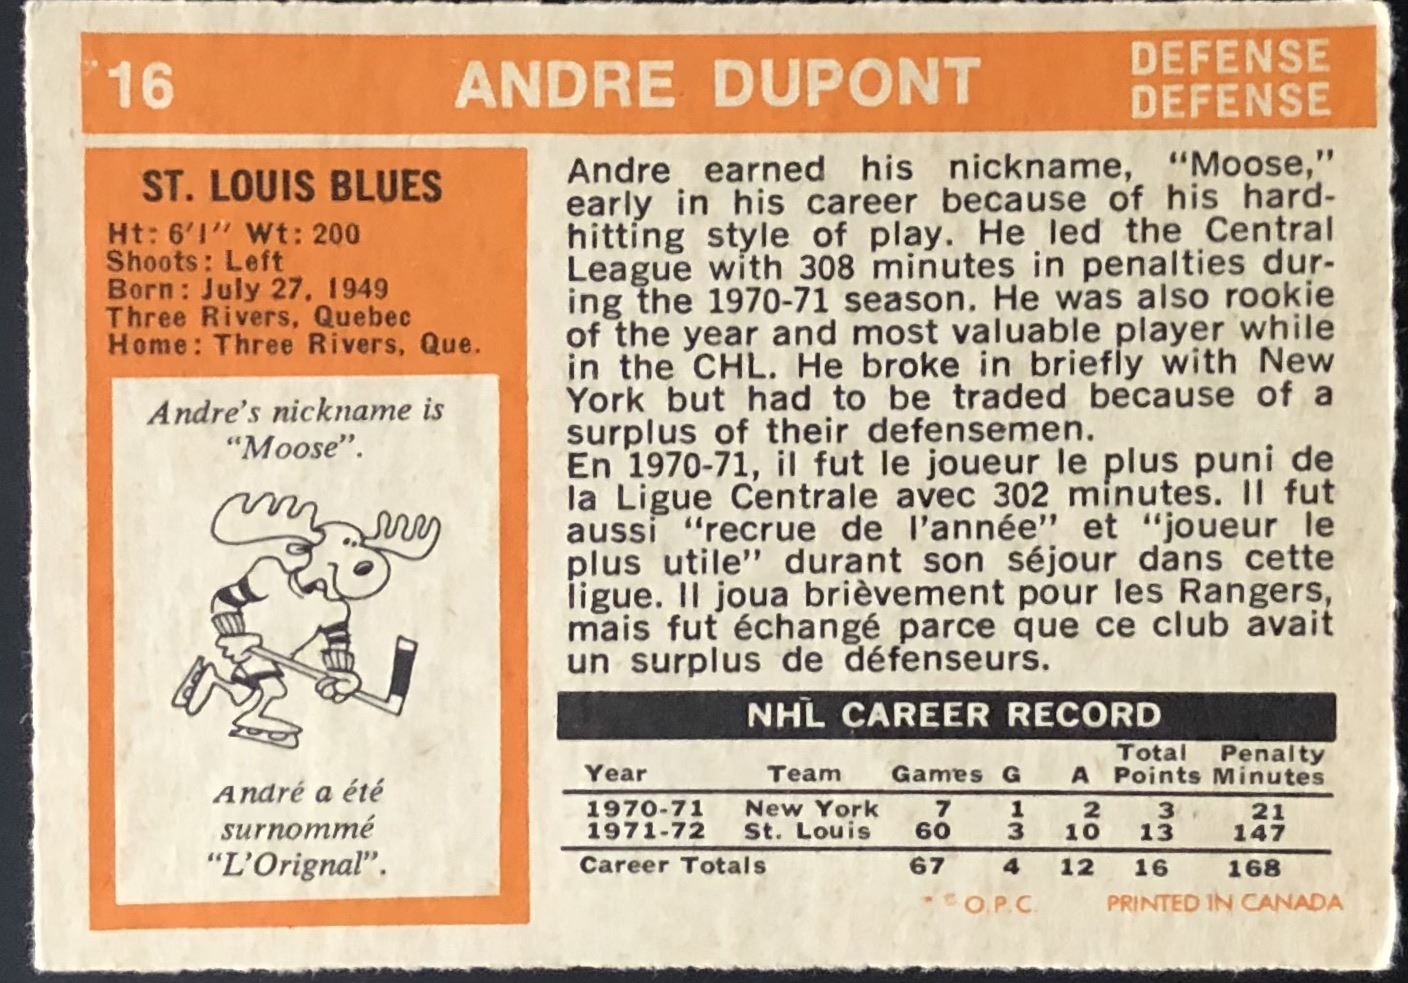 16
ANDRE DUPONT
DEFENSE
DEFENSE
ST. LOUIS BLUES
Ht: 6'1" Wt: 200
Shoots: Left
Born: July 27, 1949
Three Rivers, Quebec
Home: Three Rivers, Que.
Andre's nickname is
"Moose".
André a été
surnommé
"L'Orignal".
Andre earned his nickname, "Moose,"
early in his career because of his hard-
hitting style of play. He led the Central
League with 308 minutes in penalties dur-
ing the 1970-71 season. He was also rookie
of the year and most valuable player while
in the CHL. He broke in briefly with New
York but had to be traded because of a
surplus of their defensemen.
En 1970-71, il fut le joueur le plus puni de
la Ligue Centrale avec 302 minutes. Il fut
aussi "recrue de l'année" et "joueur le
plus utile" durant son séjour dans cette
ligue. Il joua brièvement pour les Rangers,
mais fut échangé parce que ce club avait
un surplus de défenseurs.
NHL CAREER RECORD
Year Team Games G A Total Points Penalty Minutes
1970-71 New York 7 1 2 3 21
1971-72 St. Louis 60 3 10 13 147
Career Totals 67 4 12 16 168
* © O.P.C. PRINTED IN CANADA